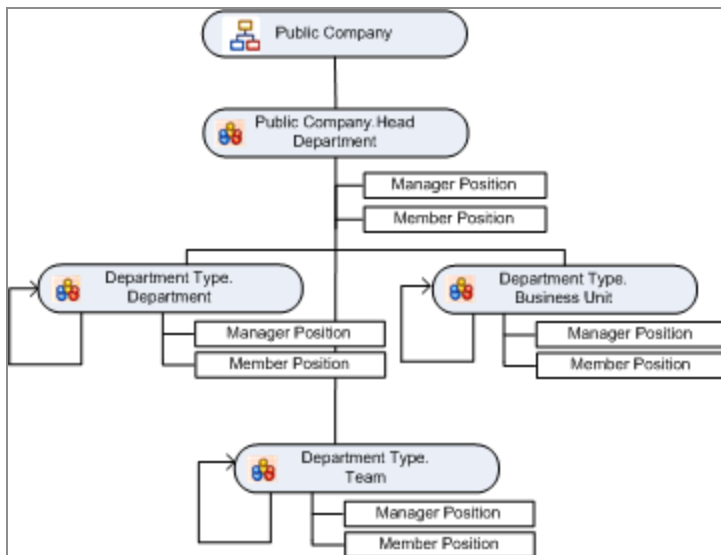 Public Company
Public Company.Head
Department
Manager Position
Member Position
Department Type.
Department
Manager Position
Member Position
Department Type.
Business Unit
Manager Position
Member Position
Department Type.
Team
Manager Position
Member Position